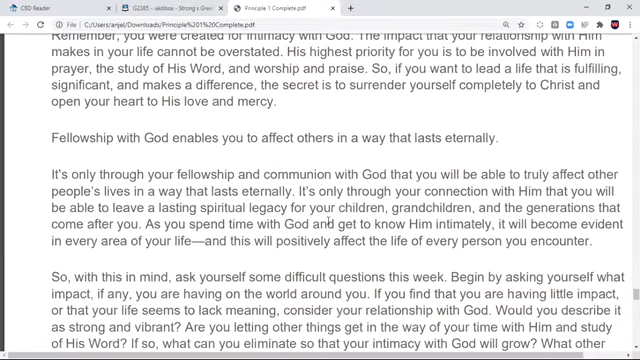 CBD Reader
G2385 - iakōbos - Strong's Greek
Principle 1 Complete.pdf
File | C:/Users/anjel/Downloads/Principle%201%20Complete.pdf
Remember, you were created for intimacy with God. The impact that your relationship with Him
makes in your life cannot be overstated. His highest priority for you is to be involved with Him in
prayer, the study of His Word, and worship and praise. So, if you want to lead a life that is fulfilling,
significant, and makes a difference, the secret is to surrender yourself completely to Christ and
open your heart to His love and mercy.
Fellowship with God enables you to affect others in a way that lasts eternally.
It's only through your fellowship and communion with God that you will be able to truly affect other
people's lives in a way that lasts eternally. It's only through your connection with Him that you will
be able to leave a lasting spiritual legacy for your children, grandchildren, and the generations that
come after you. As you spend time with God and get to know Him intimately, it will become evident
in every area of your life—and this will positively affect the life of every person you encounter.
So, with this in mind, ask yourself some difficult questions this week. Begin by asking yourself what
impact, if any, you are having on the world around you. If you find that you are having little impact,
or that your life seems to lack meaning, consider your relationship with God. Would you describe it
as strong and vibrant? Are you letting other things get in the way of your time with Him and study
of His Word? If so, what can you eliminate so that your intimacy with God will grow? What other